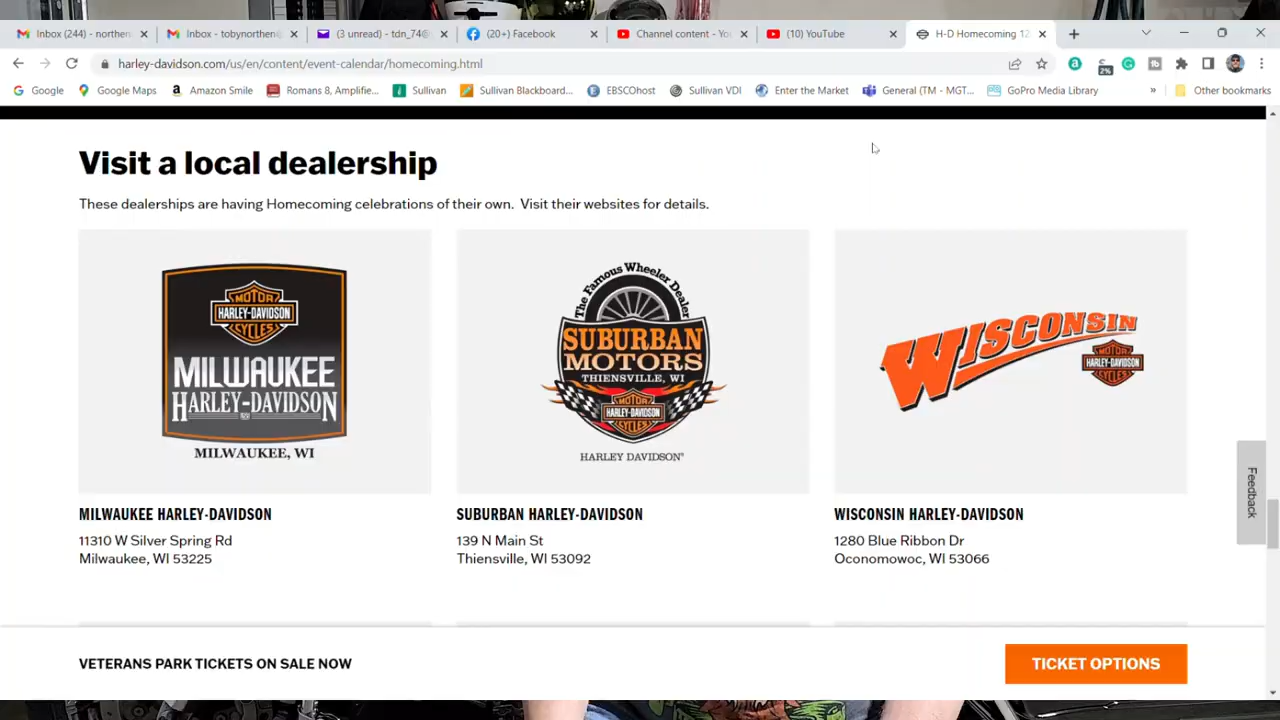 Inbox (244) - northen
Inbox - tobynorthen@
(3 unread) - tdn_74@
(20+) Facebook
Channel content - Yo
(10) YouTube
H-D Homecoming 12
harley-davidson.com/us/en/content/event-calendar/homecoming.html
2%
Google
Google Maps
Amazon Smile
Romans 8, Amplifie...
Sullivan
Sullivan Blackboard...
EBSCOhost
Sullivan VDI
Enter the Market
General (TM - MGT...
GoPro Media Library
»
Other bookmarks
Visit a local dealership
These dealerships are having Homecoming celebrations of their own. Visit their websites for details.
MOTOR
HARLEY-DAVIDSON
CYCLES
MILWAUKEE
HARLEY-DAVIDSON
MILWAUKEE, WI
The Famous Wheeler Dealer
SUBURBAN
MOTORS
THIENSVILLE, WI
MOTOR
HARLEY-DAVIDSON
CYCLES
HARLEY DAVIDSON®
WISCONSIN
MOTOR
HARLEY-DAVIDSON
CYCLES
MILWAUKEE HARLEY-DAVIDSON
11310 W Silver Spring Rd
Milwaukee, WI 53225
SUBURBAN HARLEY-DAVIDSON
139 N Main St
Thiensville, WI 53092
WISCONSIN HARLEY-DAVIDSON
1280 Blue Ribbon Dr
Oconomowoc, WI 53066
Feedback
VETERANS PARK TICKETS ON SALE NOW
TICKET OPTIONS